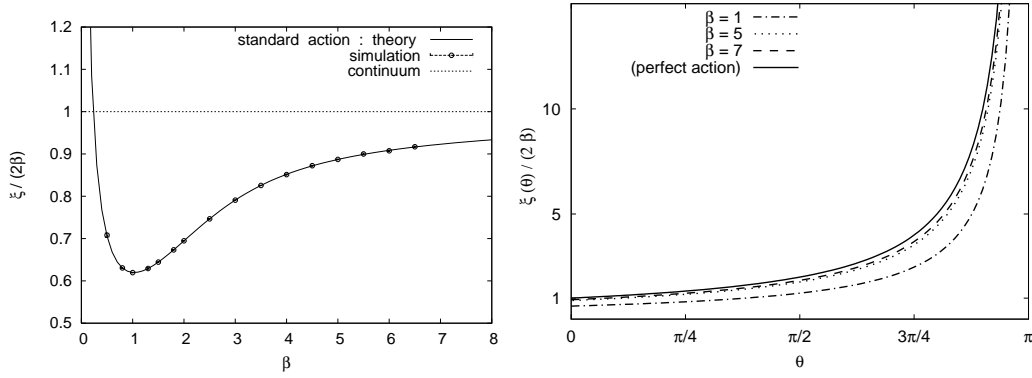 1.2
1.1
1
0.9
0.8
0.7
0.6
0.5
ξ / (2β)
standard action : theory
simulation
continuum
0 1 2 3 4 5 6 7 8
β
β = 1
β = 5
β = 7
(perfect action)
10
5
1
ξ (θ) / (2 β)
0 π/4 π/2 3π/4 π
θ